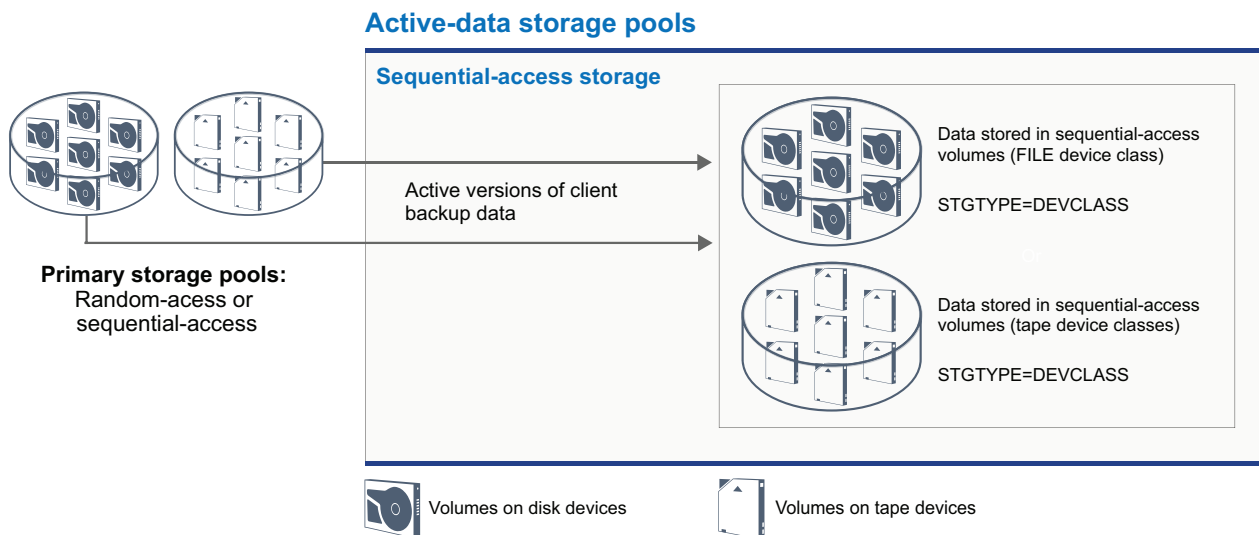 Active-data storage pools
Sequential-access storage
Data stored in sequential-access
volumes (FILE device class)
STGTYPE=DEVCLASS
Active versions of client
backup data
Primary storage pools:
Random-acess or
sequential-access
Or
Data stored in sequential-access
volumes (tape device classes)
STGTYPE=DEVCLASS
Volumes on disk devices
Volumes on tape devices